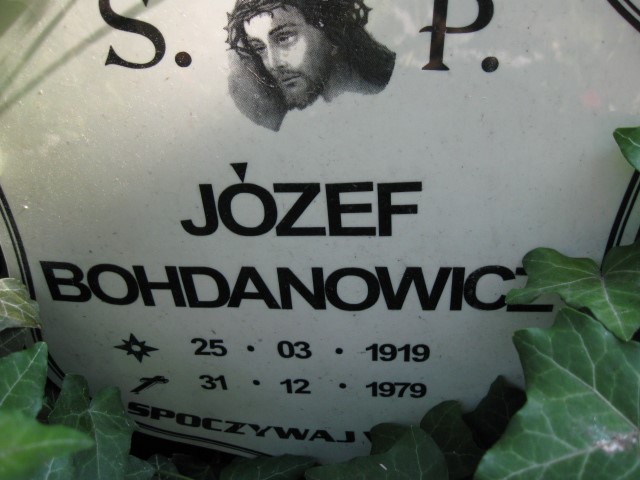 Ś. P.
JÓZEF
BOHDANOWICZ
25 • 03 • 1919
31 • 12 • 1979
SPOCZYWAJ